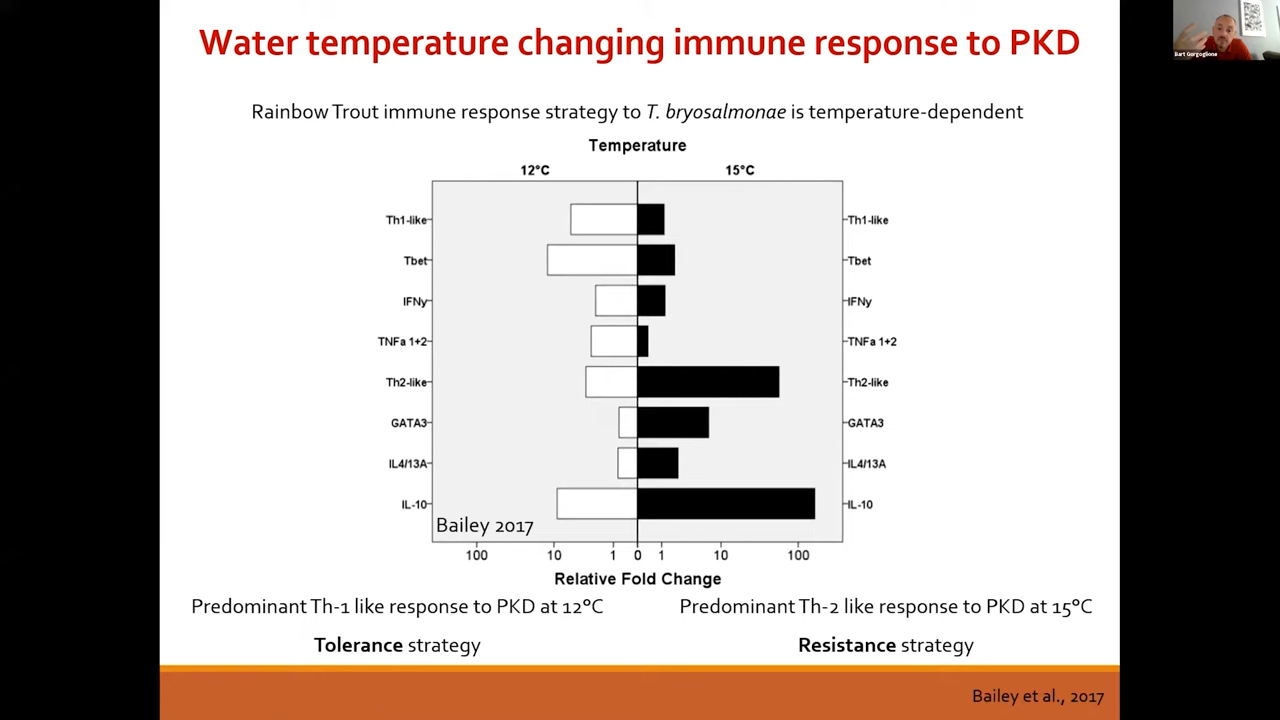 Water temperature changing immune response to PKD
Bart Gorgoglione
Rainbow Trout immune response strategy to T. bryosalmonae is temperature-dependent
Temperature
12°C 15°C
Th1-like Th1-like
Tbet Tbet
IFNy IFNy
TNFa 1+2 TNFa 1+2
Th2-like Th2-like
GATA3 GATA3
IL4/13A IL4/13A
IL-10 IL-10
Bailey 2017
100 10 1 0 1 10 100
Relative Fold Change
Predominant Th-1 like response to PKD at 12°C Predominant Th-2 like response to PKD at 15°C
Tolerance strategy Resistance strategy
Bailey et al., 2017